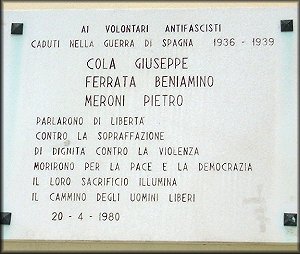 AI VOLONTARI ANTIFASCISTI
CADUTI NELLA GUERRA DI SPAGNA 1936 - 1939
COLA GIUSEPPE
FERRATA BENIAMINO
MERONI PIETRO
PARLARONO DI LIBERTÀ
CONTRO LA SOPRAFFAZIONE
DI DIGNITÀ CONTRO LA VIOLENZA
MORIRONO PER LA PACE E LA DEMOCRAZIA
IL LORO SACRIFICIO ILLUMINA
IL CAMMINO DEGLI UOMINI LIBERI
20 - 4 - 1980